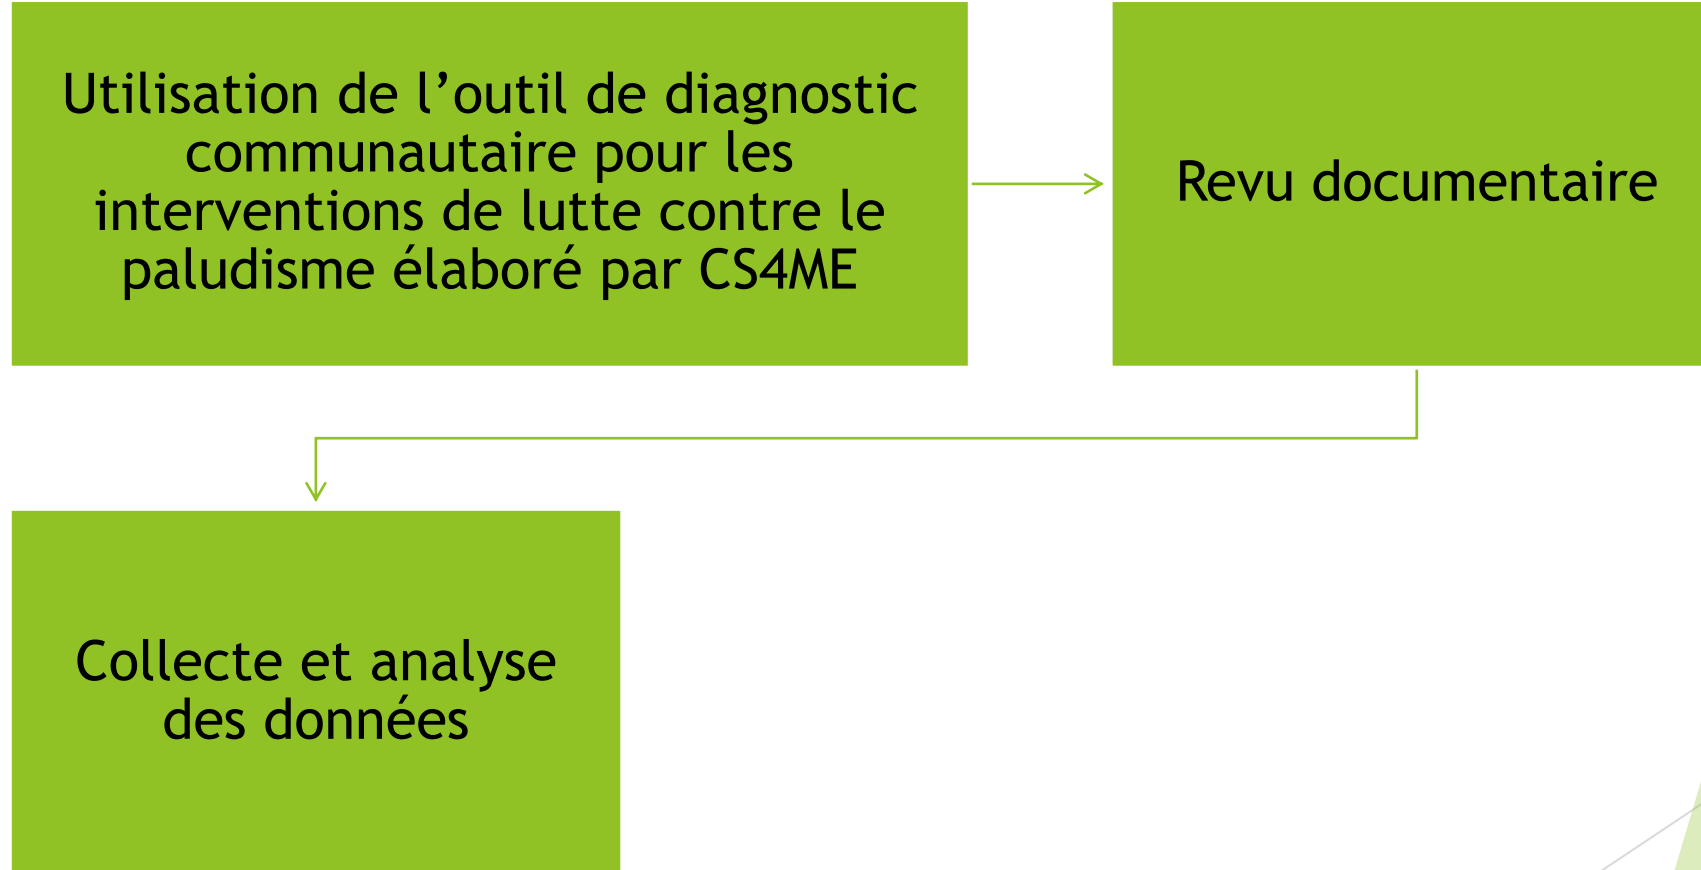 Utilisation de l’outil de diagnostic
communautaire pour les
interventions de lutte contre le
paludisme élaboré par CS4ME
Revu documentaire
Collecte et analyse
des données